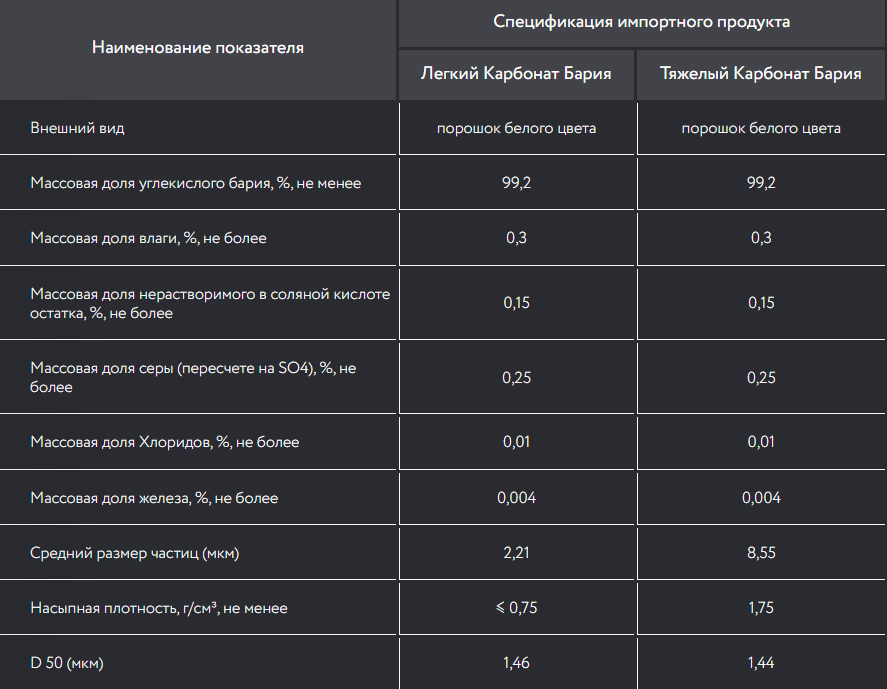 Наименование показателя
Спецификация импортного продукта
Легкий Карбонат Бария
Тяжелый Карбонат Бария
Внешний вид
порошок белого цвета
порошок белого цвета
Массовая доля углекислого бария, %, не менее
99,2
99,2
Массовая доля влаги, %, не более
0,3
0,3
Массовая доля нерастворимого в соляной кислоте
остатка, %, не более
0,15
0,15
Массовая доля серы (пересчете на SO4), %, не
более
0,25
0,25
Массовая доля Хлоридов, %, не более
0,01
0,01
Массовая доля железа, %, не более
0,004
0,004
Средний размер частиц (мкм)
2,21
8,55
Насыпная плотность, г/см³, не менее
⩽ 0,75
1,75
D 50 (мкм)
1,46
1,44